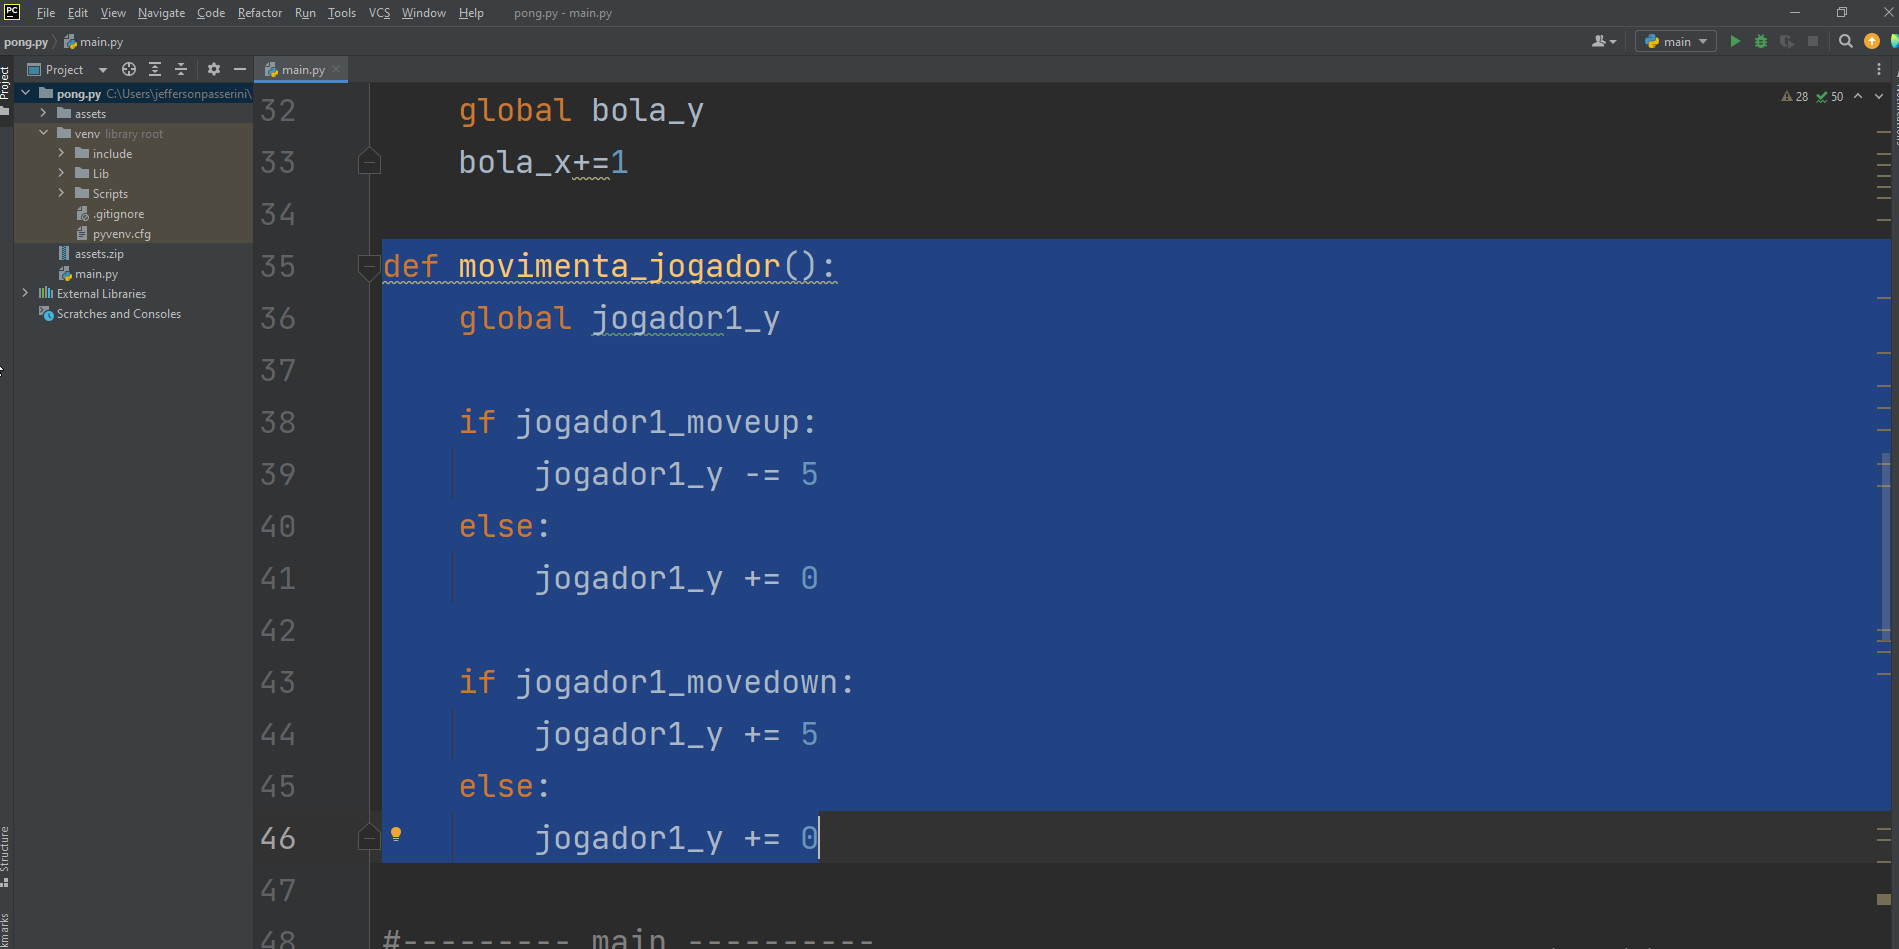 PC File Edit View Navigate Code Refactor Run Tools VCS Window Help pong.py - main.py
pong.py main.py main
Project main.py
Project
pong.py C:\Users\jeffersonpasserini\
assets
venv library root
include
Lib
Scripts
.gitignore
pyvenv.cfg
assets.zip
main.py
External Libraries
Scratches and Consoles
Structure
28 50
32 global bola_y
33 bola_x+=1
34
35 def movimenta_jogador():
36 global jogador1_y
37
38 if jogador1_moveup:
39 jogador1_y -= 5
40 else:
41 jogador1_y += 0
42
43 if jogador1_movedown:
44 jogador1_y += 5
45 else:
46 jogador1_y += 0
47
48 #--------- main ----------